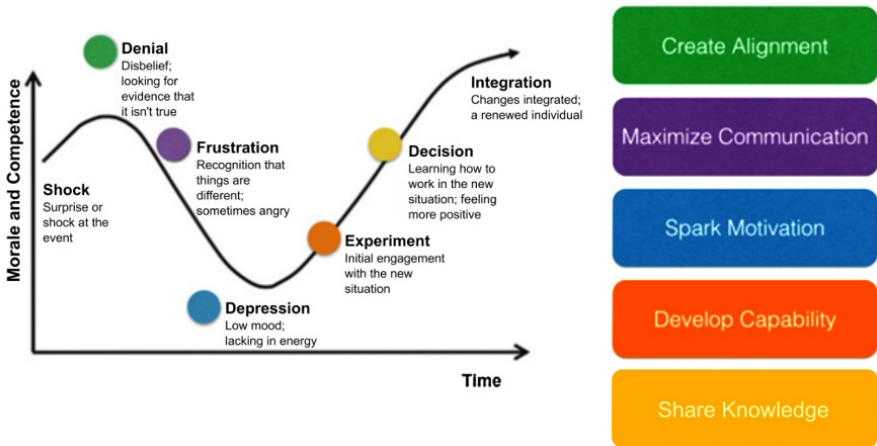 Morale and Competence
Denial
Disbelief;
looking for
evidence that
it isn't true
Frustration
Recognition that
things are
different;
sometimes angry
Shock
Surprise or
shock at the
event
Depression
Low mood;
lacking in energy
Experiment
Initial engagement
with the new
situation
Decision
Learning how to
work in the new
situation; feeling
more positive
Integration
Changes integrated;
a renewed individual
Time
Create Alignment
Maximize Communication
Spark Motivation
Develop Capability
Share Knowledge